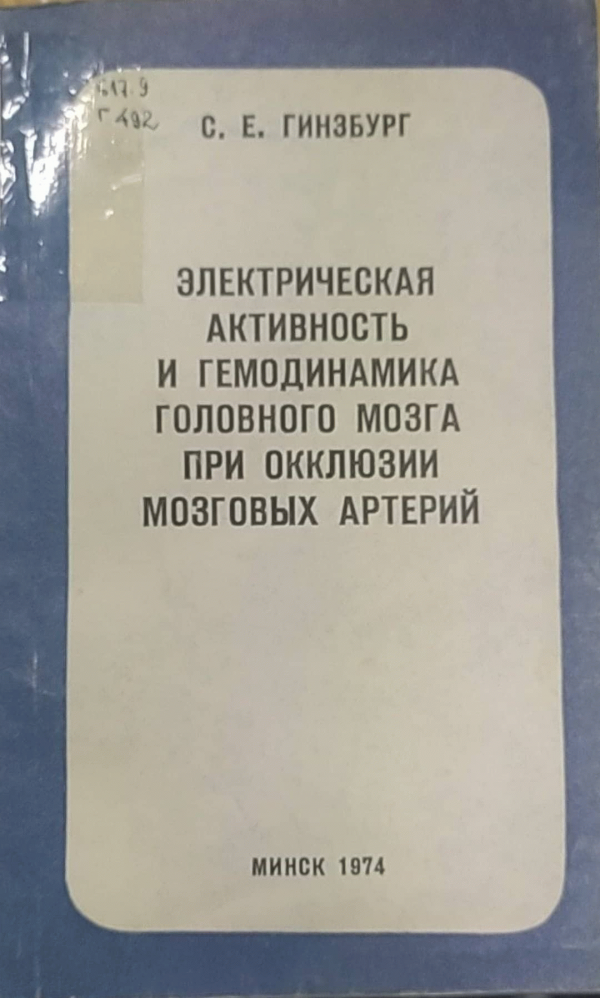 617.9
Г 492
С. Е. ГИНЗБУРГ
ЭЛЕКТРИЧЕСКАЯ
АКТИВНОСТЬ
И ГЕМОДИНАМИКА
ГОЛОВНОГО МОЗГА
ПРИ ОККЛЮЗИИ
МОЗГОВЫХ АРТЕРИЙ
МИНСК 1974